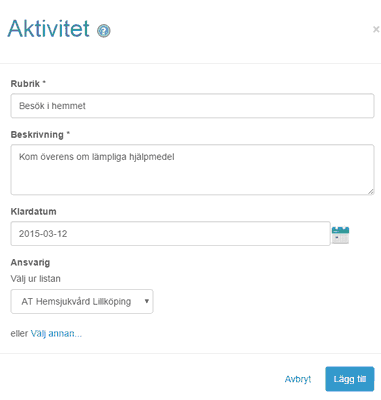 Aktivitet ?
×
Rubrik *
Besök i hemmet
Beskrivning *
Kom överens om lämpliga hjälpmedel
Klardatum
2015-03-12
Ansvarig
Välj ur listan
AT Hemsjukvård Lillköping
eller Välj annan...
Avbryt Lägg till